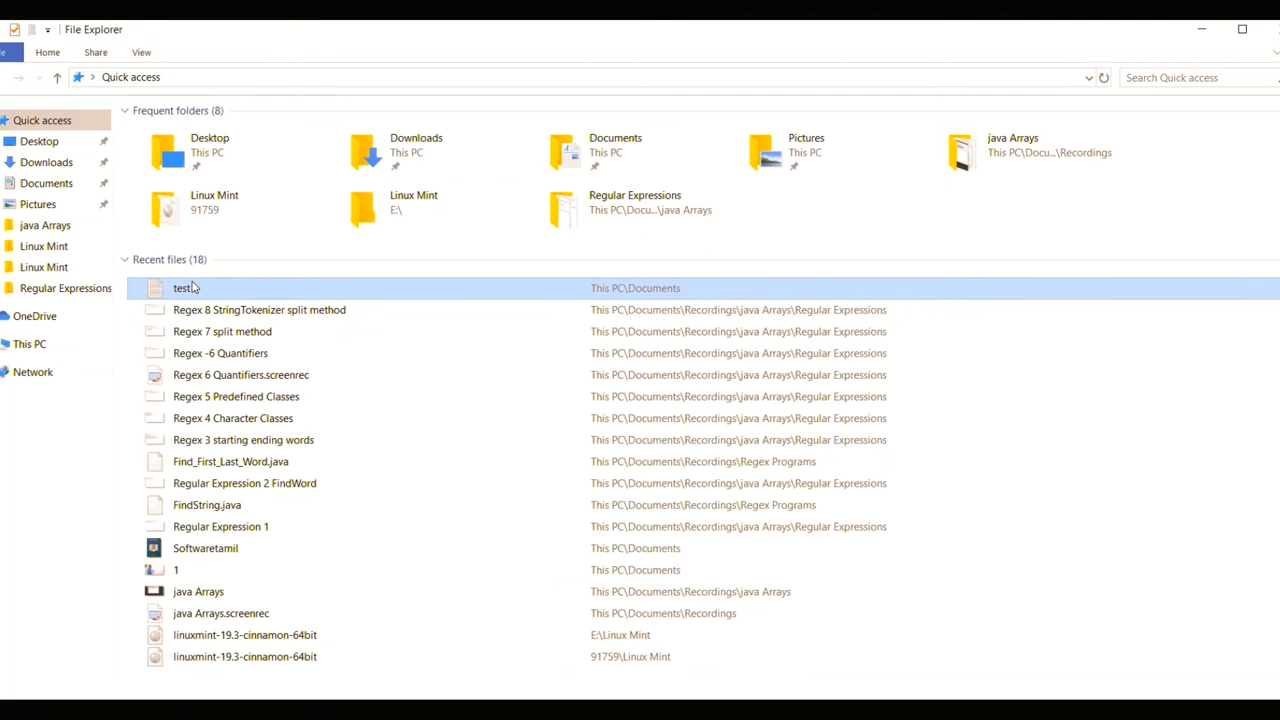 File Explorer
Home Share View
Quick access
Search Quick access
Quick access
Desktop
Downloads
Documents
Pictures
java Arrays
Linux Mint
Linux Mint
Regular Expressions
OneDrive
This PC
Network
Frequent folders (8)
Desktop
This PC
Downloads
This PC
Documents
This PC
Pictures
This PC
java Arrays
This PC\Docu...\Recordings
Linux Mint
91759
Linux Mint
E:\
Regular Expressions
This PC\Docu...\java Arrays
Recent files (18)
test This PC\Documents
Regex 8 StringTokenizer split method This PC\Documents\Recordings\java Arrays\Regular Expressions
Regex 7 split method This PC\Documents\Recordings\java Arrays\Regular Expressions
Regex -6 Quantifiers This PC\Documents\Recordings\java Arrays\Regular Expressions
Regex 6 Quantifiers.screenrec This PC\Documents\Recordings\java Arrays\Regular Expressions
Regex 5 Predefined Classes This PC\Documents\Recordings\java Arrays\Regular Expressions
Regex 4 Character Classes This PC\Documents\Recordings\java Arrays\Regular Expressions
Regex 3 starting ending words This PC\Documents\Recordings\java Arrays\Regular Expressions
Find_First_Last_Word.java This PC\Documents\Recordings\Regex Programs
Regular Expression 2 FindWord This PC\Documents\Recordings\java Arrays\Regular Expressions
FindString.java This PC\Documents\Recordings\Regex Programs
Regular Expression 1 This PC\Documents\Recordings\java Arrays\Regular Expressions
Softwaretamil This PC\Documents
1 This PC\Documents
java Arrays This PC\Documents\Recordings\java Arrays
java Arrays.screenrec This PC\Documents\Recordings
linuxmint-19.3-cinnamon-64bit E:\Linux Mint
linuxmint-19.3-cinnamon-64bit 91759\Linux Mint